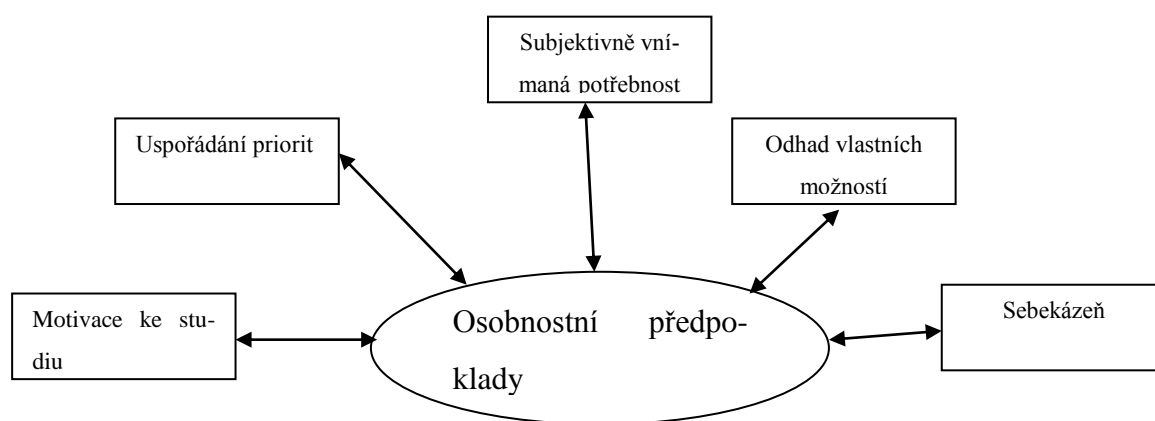 Subjektivně vní-
maná potřebnost
Uspořádání priorit
Odhad vlastních
možností
Motivace ke stu-
diu
Osobnostní předpo-
klady
Sebekázeň